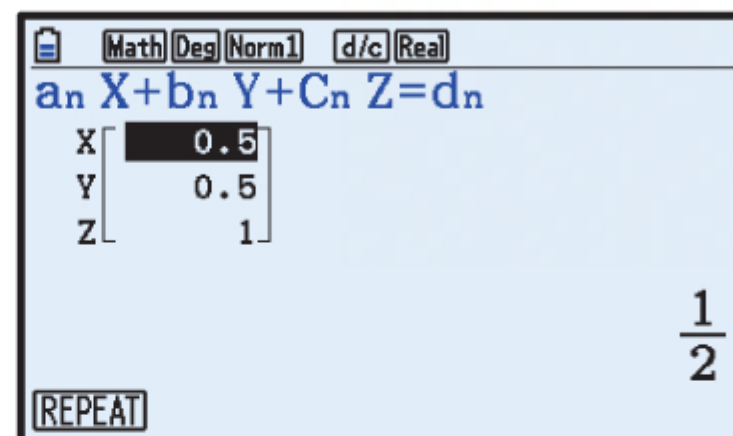 Math Deg Norm1 d/c Real
an X+bn Y+Cn Z=dn
X 0.5
Y 0.5
Z 1
1
2
REPEAT